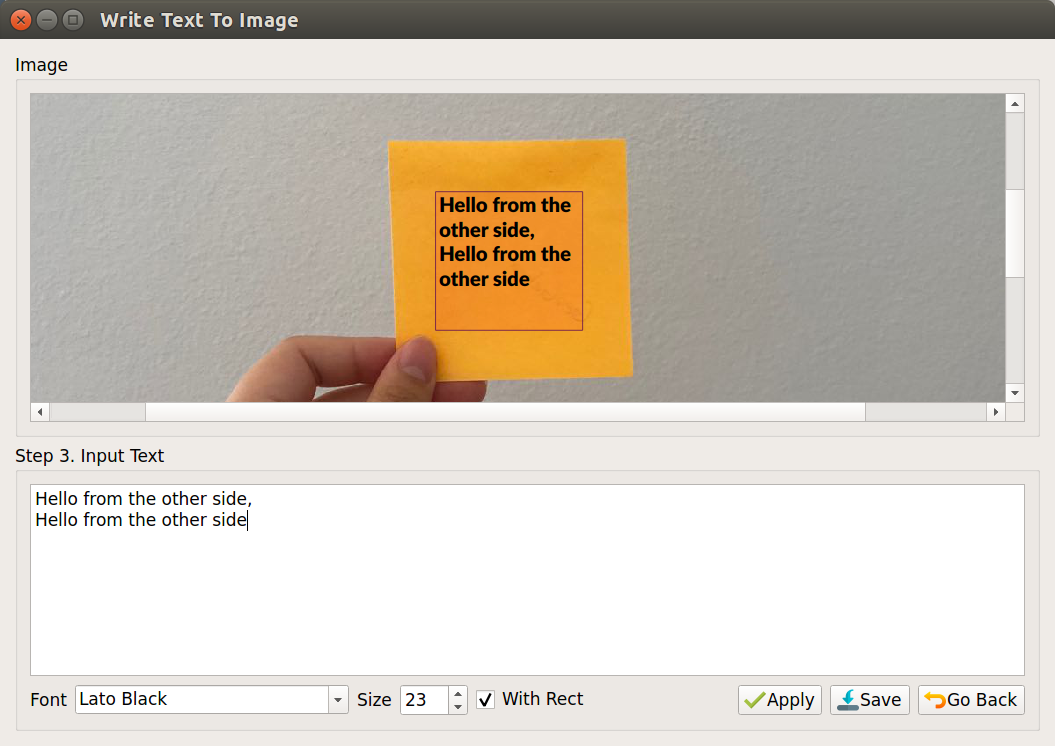 Write Text To Image
Image
Hello from the
other side,
Hello from the
other side
Step 3. Input Text
Hello from the other side,
Hello from the other side
Font Lato Black Size 23 With Rect Apply Save Go Back